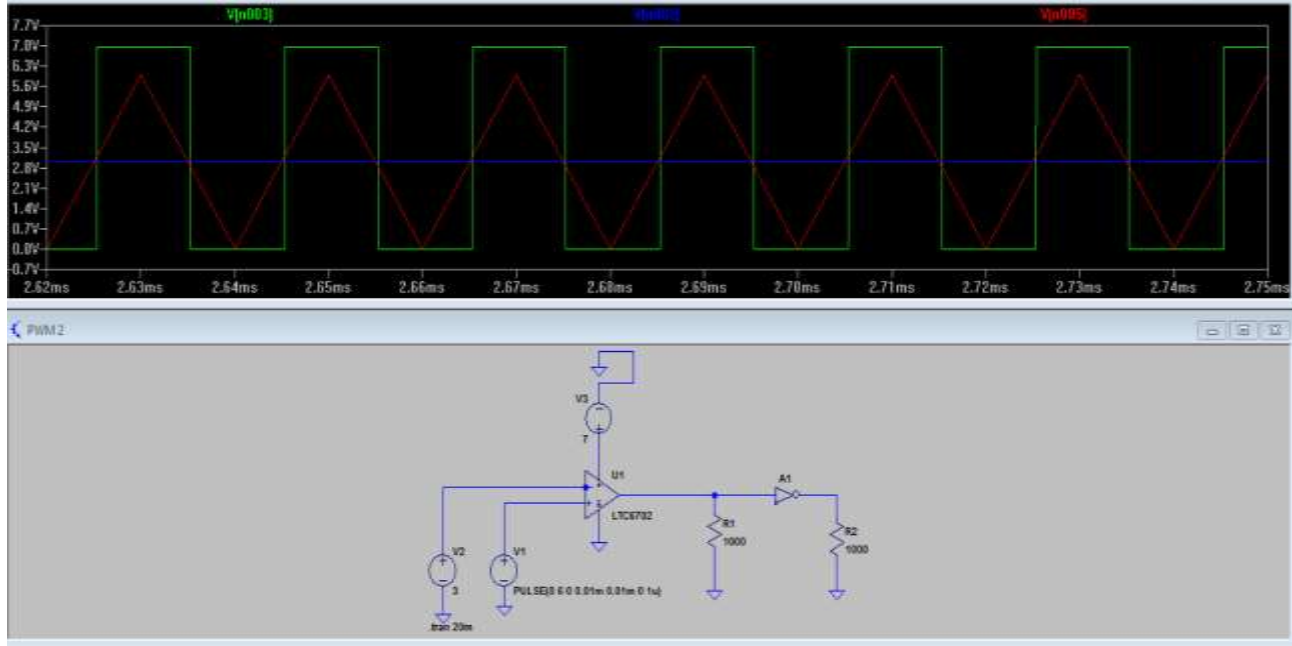 V[n003]
V[n005]
7.7V
7.0V
6.3V
5.6V
4.9V
4.2V
3.5V
2.8V
2.1V
1.4V
0.7V
0.0V
-0.7V
2.62ms 2.63ms 2.64ms 2.65ms 2.66ms 2.67ms 2.68ms 2.69ms 2.70ms 2.71ms 2.72ms 2.73ms 2.74ms 2.75ms
PWM 2
V3
7
U1
LTC6702
A1
R1
1000
R2
1000
V2
3
V1
PULSE(0 6 0 0.01m 0.01m 0 1u)
.tran 20m